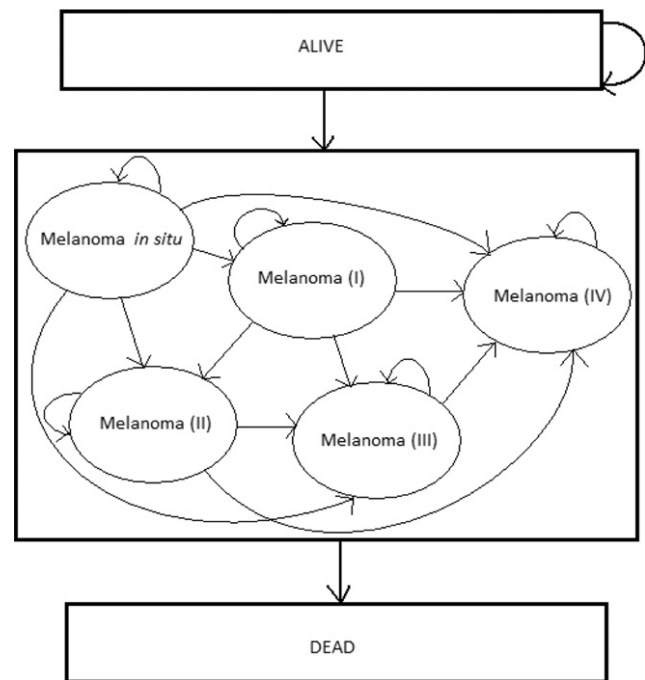 ALIVE
Melanoma in situ
Melanoma (I)
Melanoma (IV)
Melanoma (II)
Melanoma (III)
DEAD